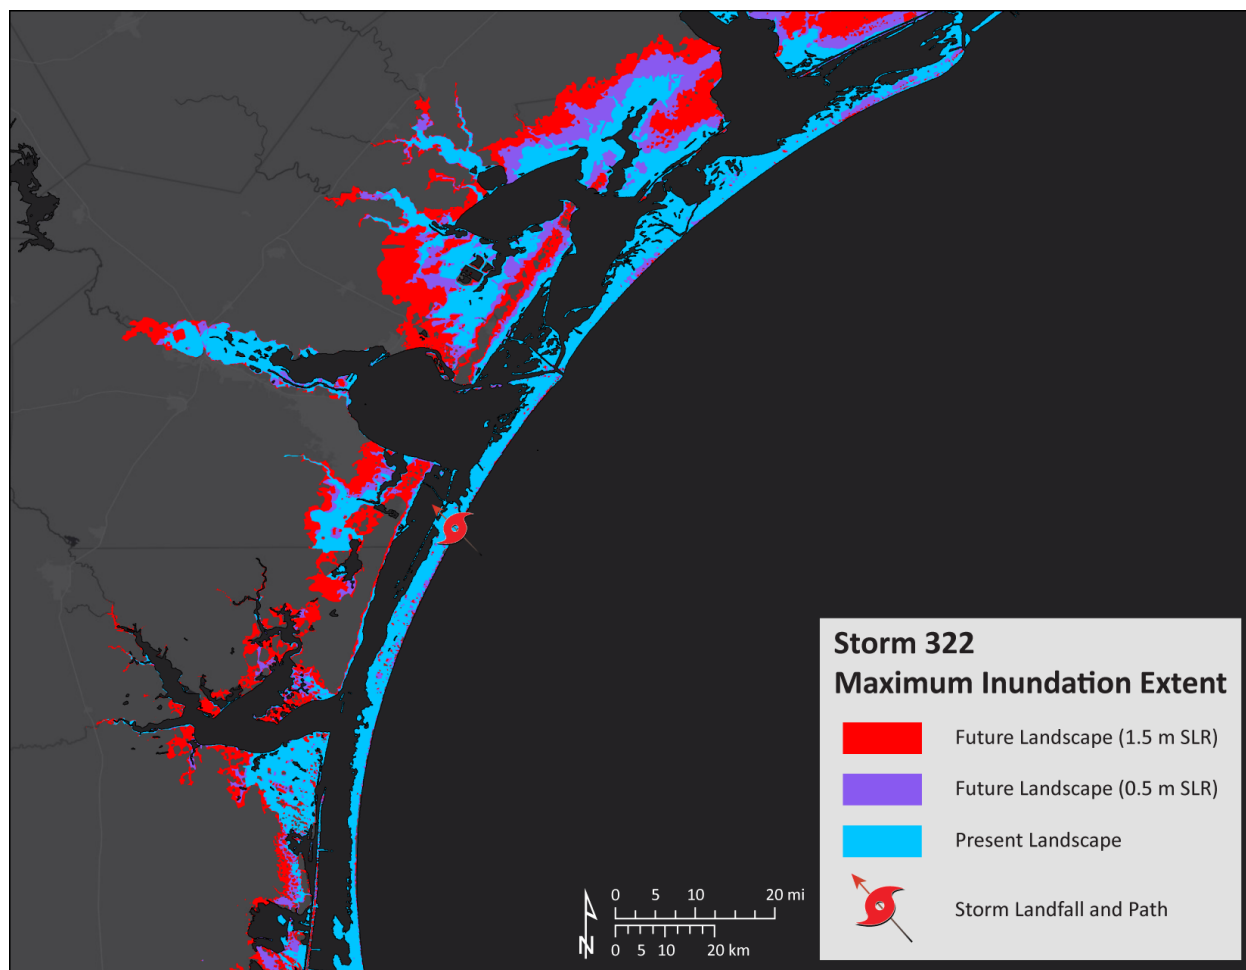 Storm 322
Maximum Inundation Extent
Future Landscape (1.5 m SLR)
Future Landscape (0.5 m SLR)
Present Landscape
Storm Landfall and Path
0 5 10 20 mi
0 5 10 20 km
N